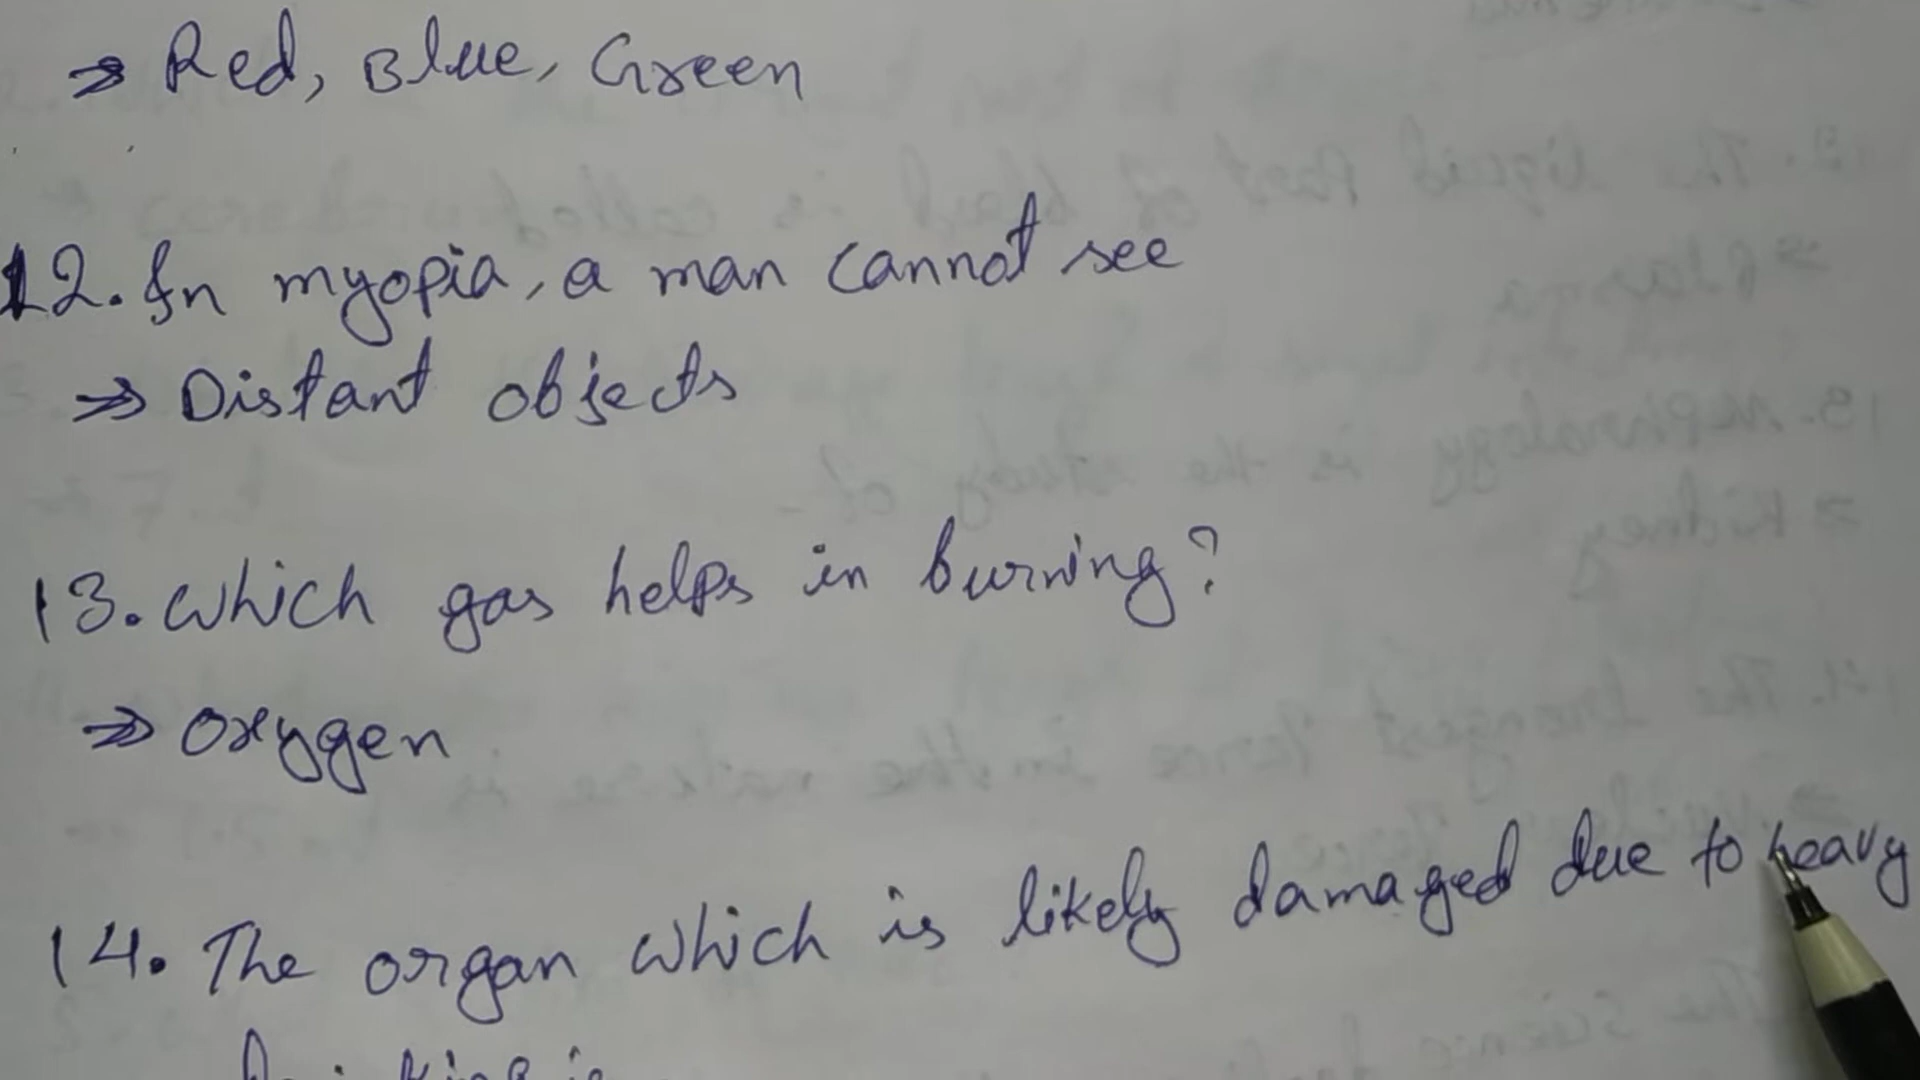 ⇒ Red, Blue, Green
12. In myopia, a man cannot see
⇒ Distant objects
13. Which gas helps in burning?
⇒ Oxygen
14. The organ which is likely damaged due to heavy